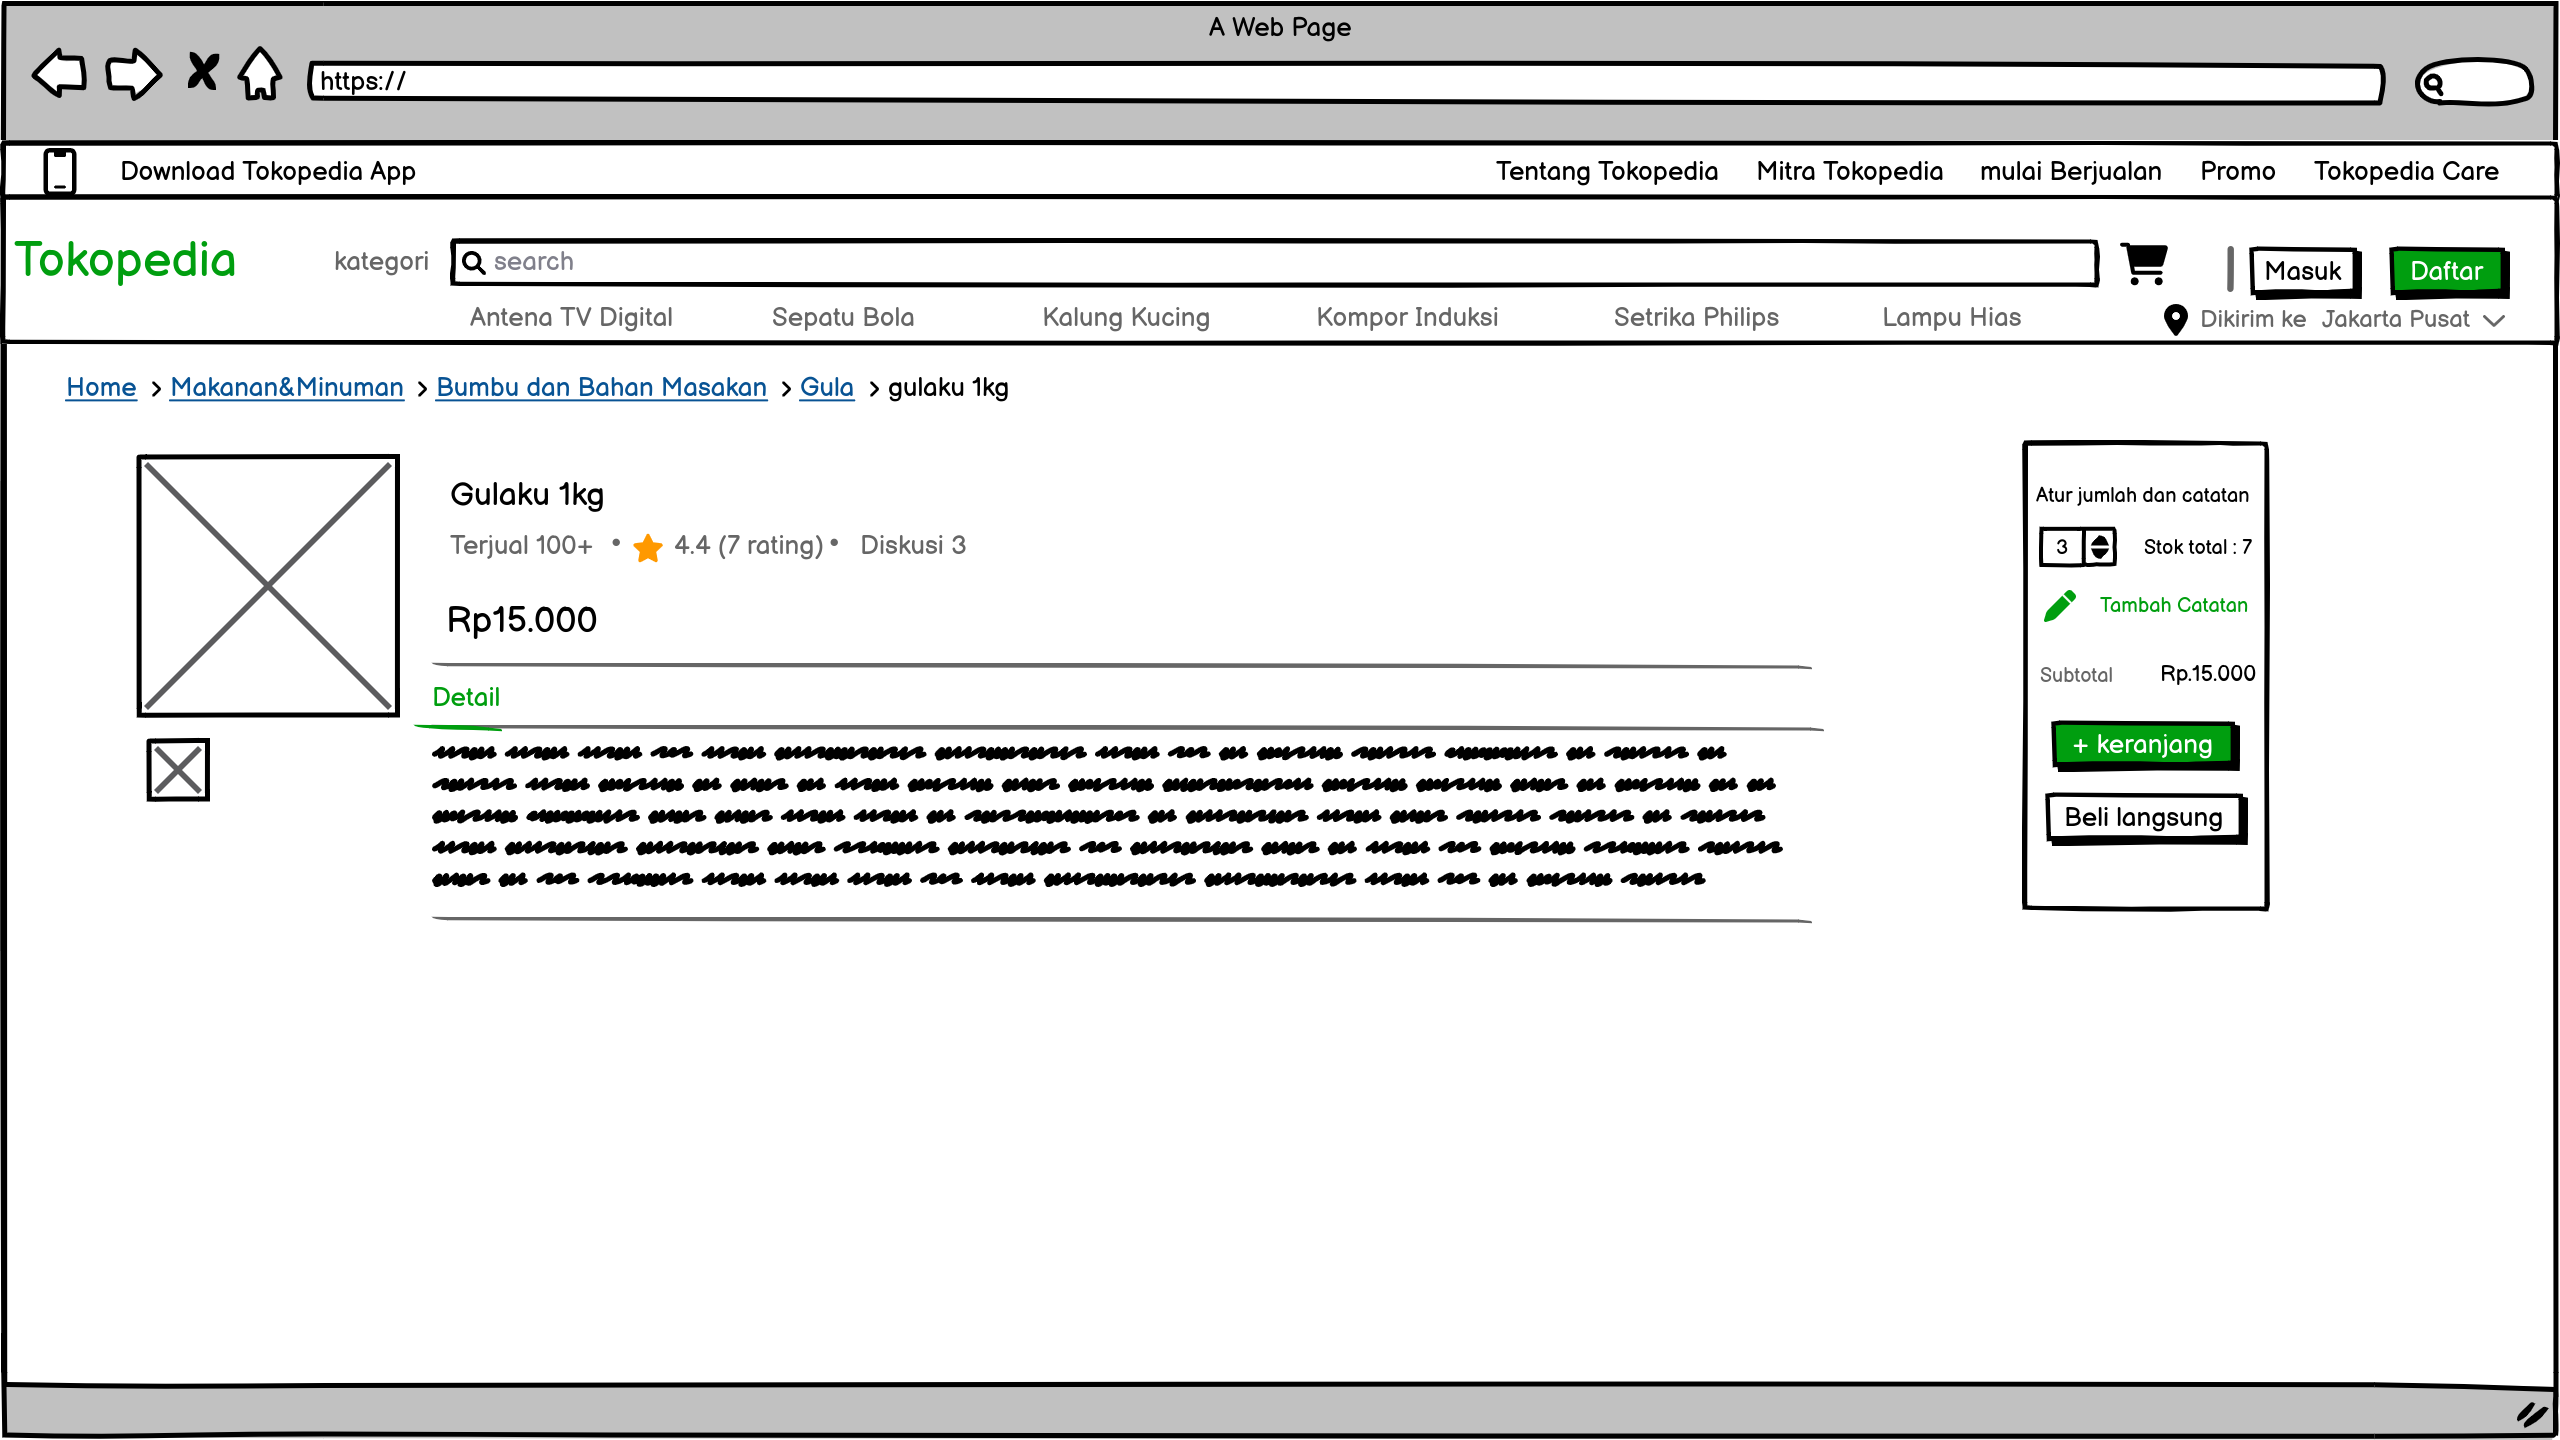 A Web Page
https://
Download Tokopedia App Tentang Tokopedia Mitra Tokopedia mulai Berjualan Promo Tokopedia Care
Tokopedia kategori search Masuk Daftar
Antena TV Digital Sepatu Bola Kalung Kucing Kompor Induksi Setrika Philips Lampu Hias Dikirim ke Jakarta Pusat
Home > Makanan&Minuman > Bumbu dan Bahan Masakan > Gula > gulaku 1kg
Gulaku 1kg
Terjual 100+ • 4.4 (7 rating) • Diskusi 3
Rp15.000
Detail
Atur jumlah dan catatan
3 Stok total : 7
Tambah Catatan
Subtotal Rp.15.000
+ keranjang
Beli langsung